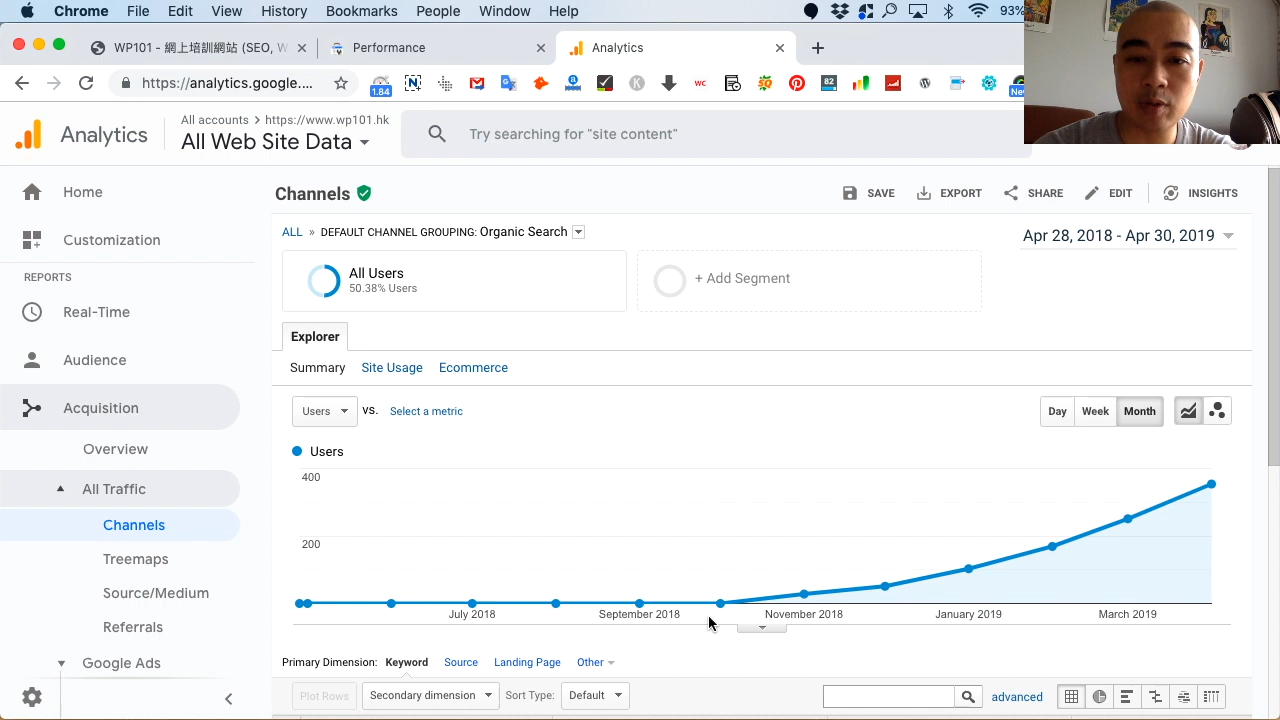 Chrome File Edit View History Bookmarks People Window Help 93%
WP101 - 網上培訓網站 (SEO, W
Performance
Analytics
https://analytics.google....
1.84
wc
82
Analytics
All accounts > https://www.wp101.hk
All Web Site Data
Try searching for "site content"
Home
Customization
REPORTS
Real-Time
Audience
Acquisition
Overview
All Traffic
Channels
Treemaps
Source/Medium
Referrals
Google Ads
Channels
SAVE EXPORT SHARE EDIT INSIGHTS
ALL » DEFAULT CHANNEL GROUPING: Organic Search
Apr 28, 2018 - Apr 30, 2019
All Users
50.38% Users
+ Add Segment
Explorer
Summary Site Usage Ecommerce
Users VS. Select a metric
Day Week Month
Users
400
200
July 2018 September 2018 November 2018 January 2019 March 2019
Primary Dimension: Keyword Source Landing Page Other
Plot Rows Secondary dimension Sort Type: Default advanced